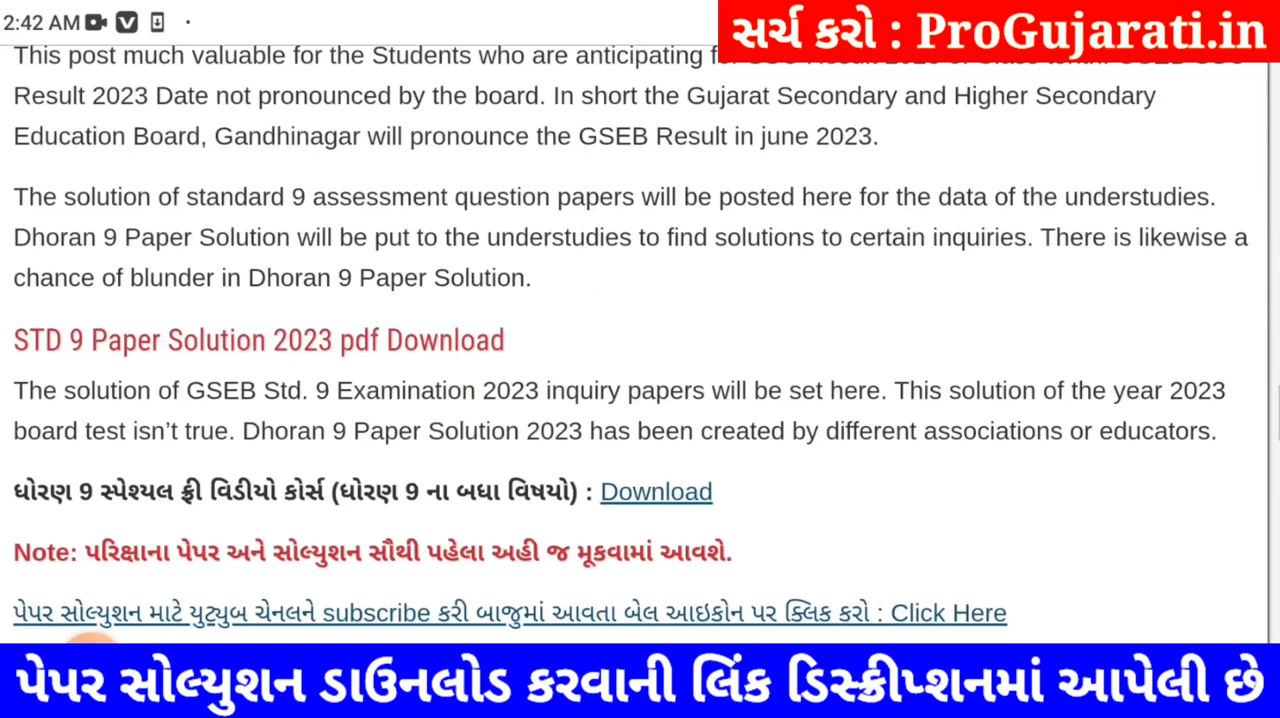 2:42 AM
સર્ચ કરો : ProGujarati.in
This post much valuable for the Students who are anticipating
Result 2023 Date not pronounced by the board. In short the Gujarat Secondary and Higher Secondary
Education Board, Gandhinagar will pronounce the GSEB Result in june 2023.
The solution of standard 9 assessment question papers will be posted here for the data of the understudies.
Dhoran 9 Paper Solution will be put to the understudies to find solutions to certain inquiries. There is likewise a
chance of blunder in Dhoran 9 Paper Solution.
STD 9 Paper Solution 2023 pdf Download
The solution of GSEB Std. 9 Examination 2023 inquiry papers will be set here. This solution of the year 2023
board test isn’t true. Dhoran 9 Paper Solution 2023 has been created by different associations or educators.
ધોરણ 9 સ્પેશ્યલ ફ્રી વિડીયો કોર્સ (ધોરણ 9 ના બધા વિષયો) : Download
Note: પરિક્ષાના પેપર અને સોલ્યુશન સૌથી પહેલા અહી જ મૂકવામાં આવશે.
પેપર સોલ્યુશન માટે યુટ્યુબ ચેનલને subscribe કરી બાજુમાં આવતા બેલ આઇકોન પર ક્લિક કરો : Click Here
પેપર સોલ્યુશન ડાઉનલોડ કરવાની લિંક ડિસ્ક્રીપ્શનમાં આપેલી છે